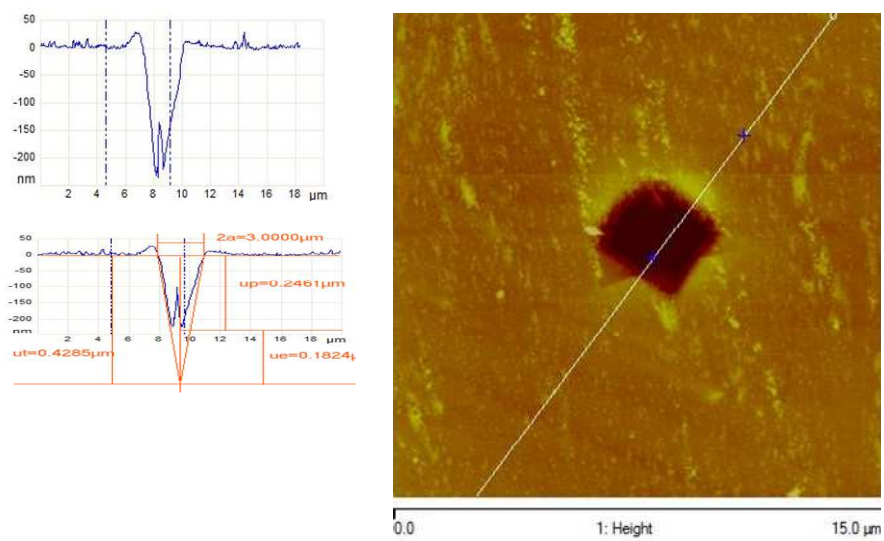 50
0
-50
-100
-150
-200
nm
2 4 6 8 10 12 14 16 18 µm
2a=3.0000µm
50
0
-50
-100
up=0.2461µm
-150
-200
nm
2 4 6 8 10 12 14 16 18
ut=0.4285µm
ue=0.1824µ
0.0 1: Height 15.0 µm